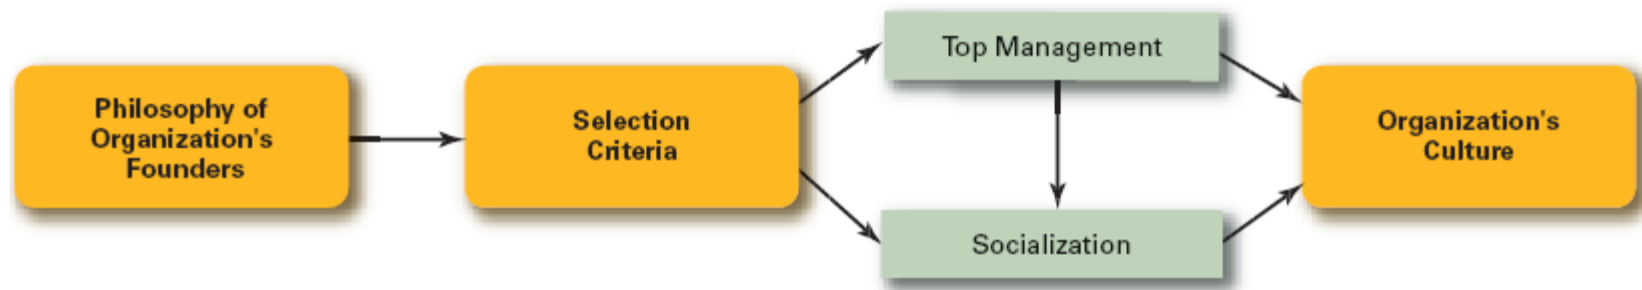 Philosophy of
Organization's
Founders
Selection
Criteria
Top Management
Socialization
Organization's
Culture